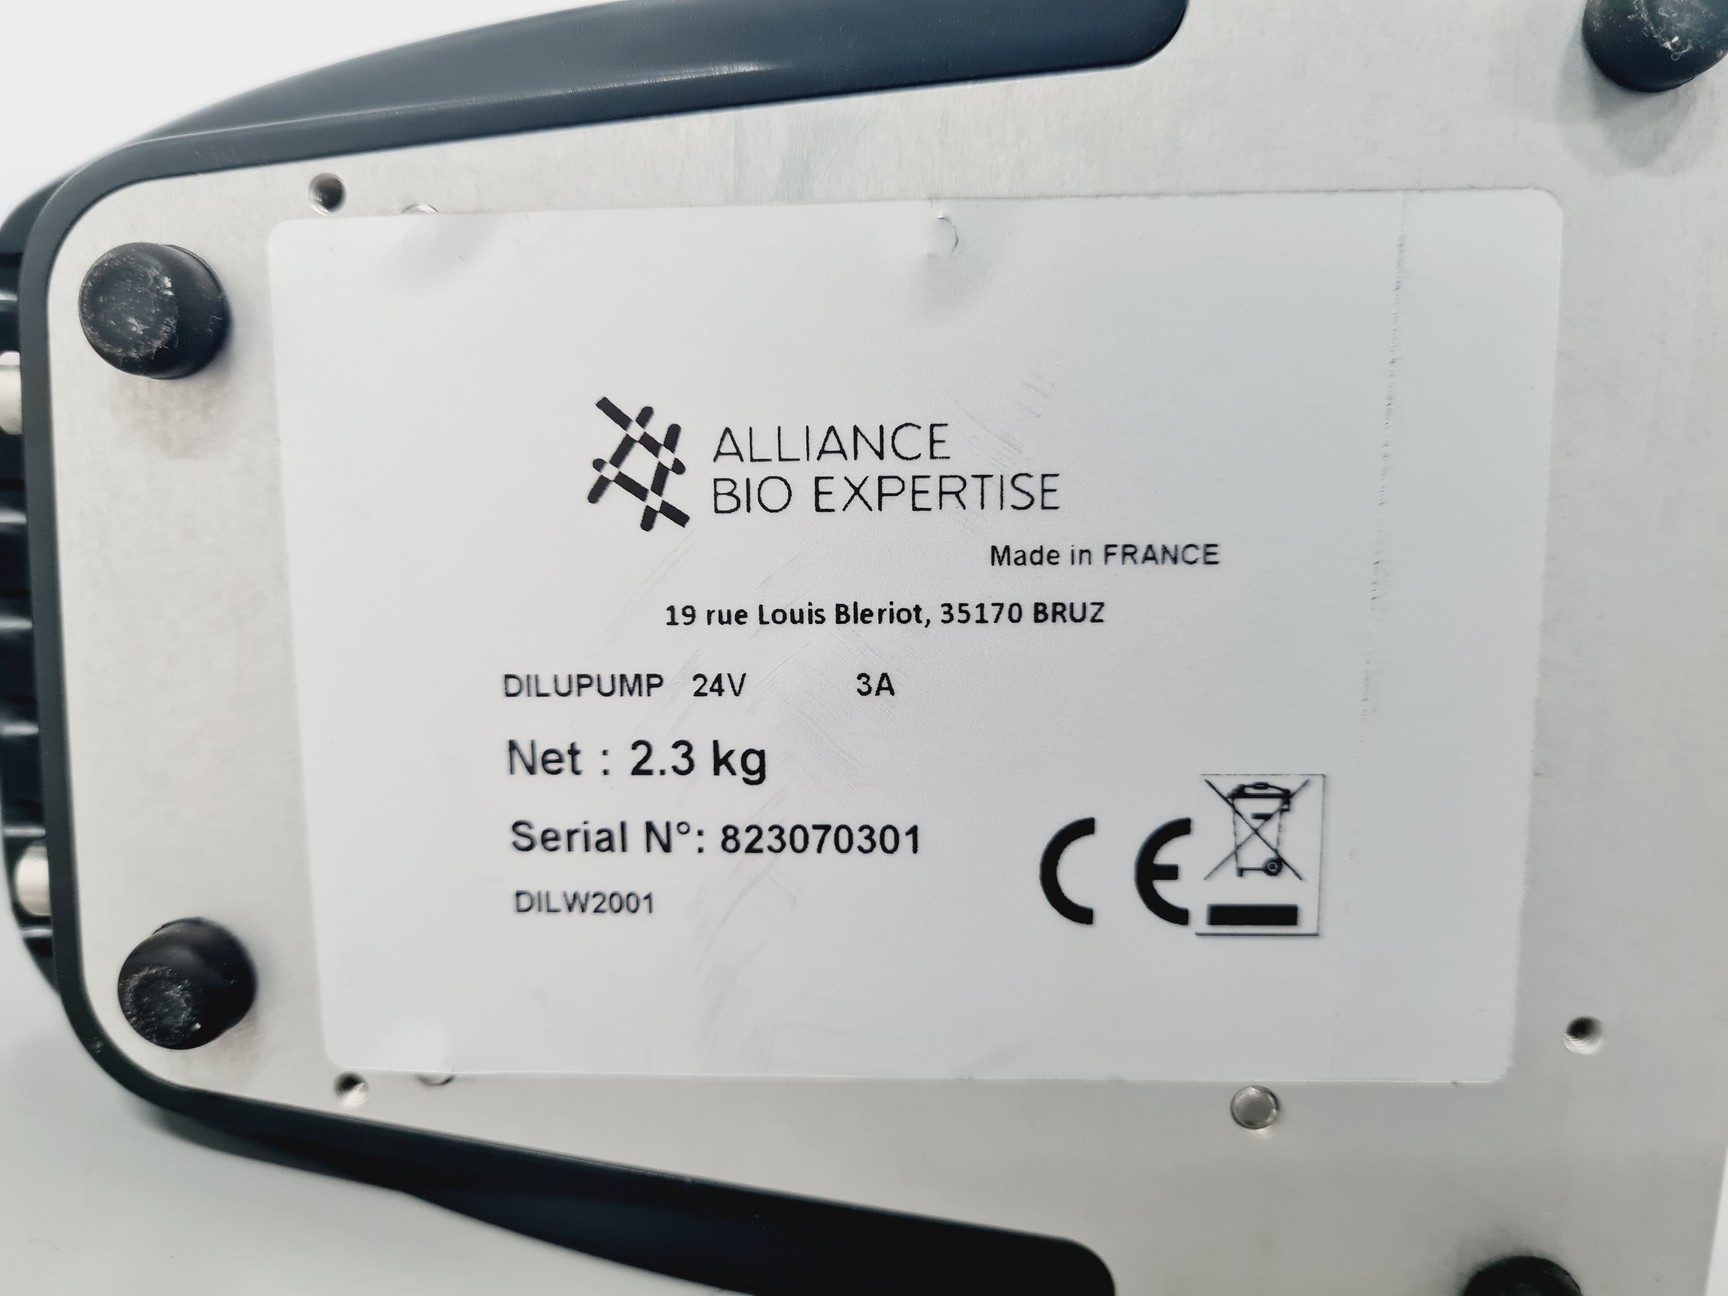 ALLIANCE
BIO EXPERTISE
Made in FRANCE
19 rue Louis Bleriot, 35170 BRUZ
DILUPUMP 24V 3A
Net : 2.3 kg
Serial N°: 823070301
DILW2001
CE